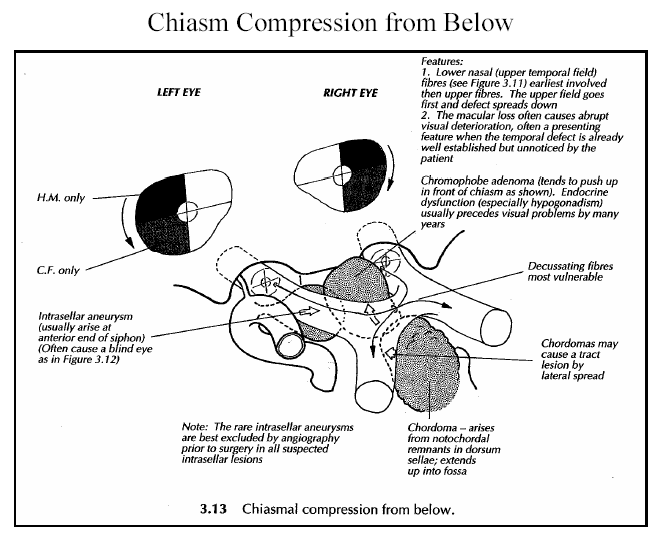 Chiasm Compression from Below
Features:
1. Lower nasal (upper temporal field)
fibres (see Figure 3.11) earliest involved
then upper fibres. The upper field goes
first and defect spreads down
2. The macular loss often causes abrupt
visual deterioration, often a presenting
feature when the temporal defect is already
well established but unnoticed by the
patient
LEFT EYE
RIGHT EYE
H.M. only
C.F. only
Chromophobe adenoma (tends to push up
in front of chiasm as shown). Endocrine
dysfunction (especially hypogonadism)
usually precedes visual problems by many
years
Decussating fibres
most vulnerable
Intrasellar aneurysm
(usually arise at
anterior end of siphon)
(Often cause a blind eye
as in Figure 3.12)
Chordomas may
cause a tract
lesion by
lateral spread
Note: The rare intrasellar aneurysms
are best excluded by angiography
prior to surgery in all suspected
intrasellar lesions
Chordoma – arises
from notochordal
remnants in dorsum
sellae; extends
up into fossa
3.13 Chiasmal compression from below.